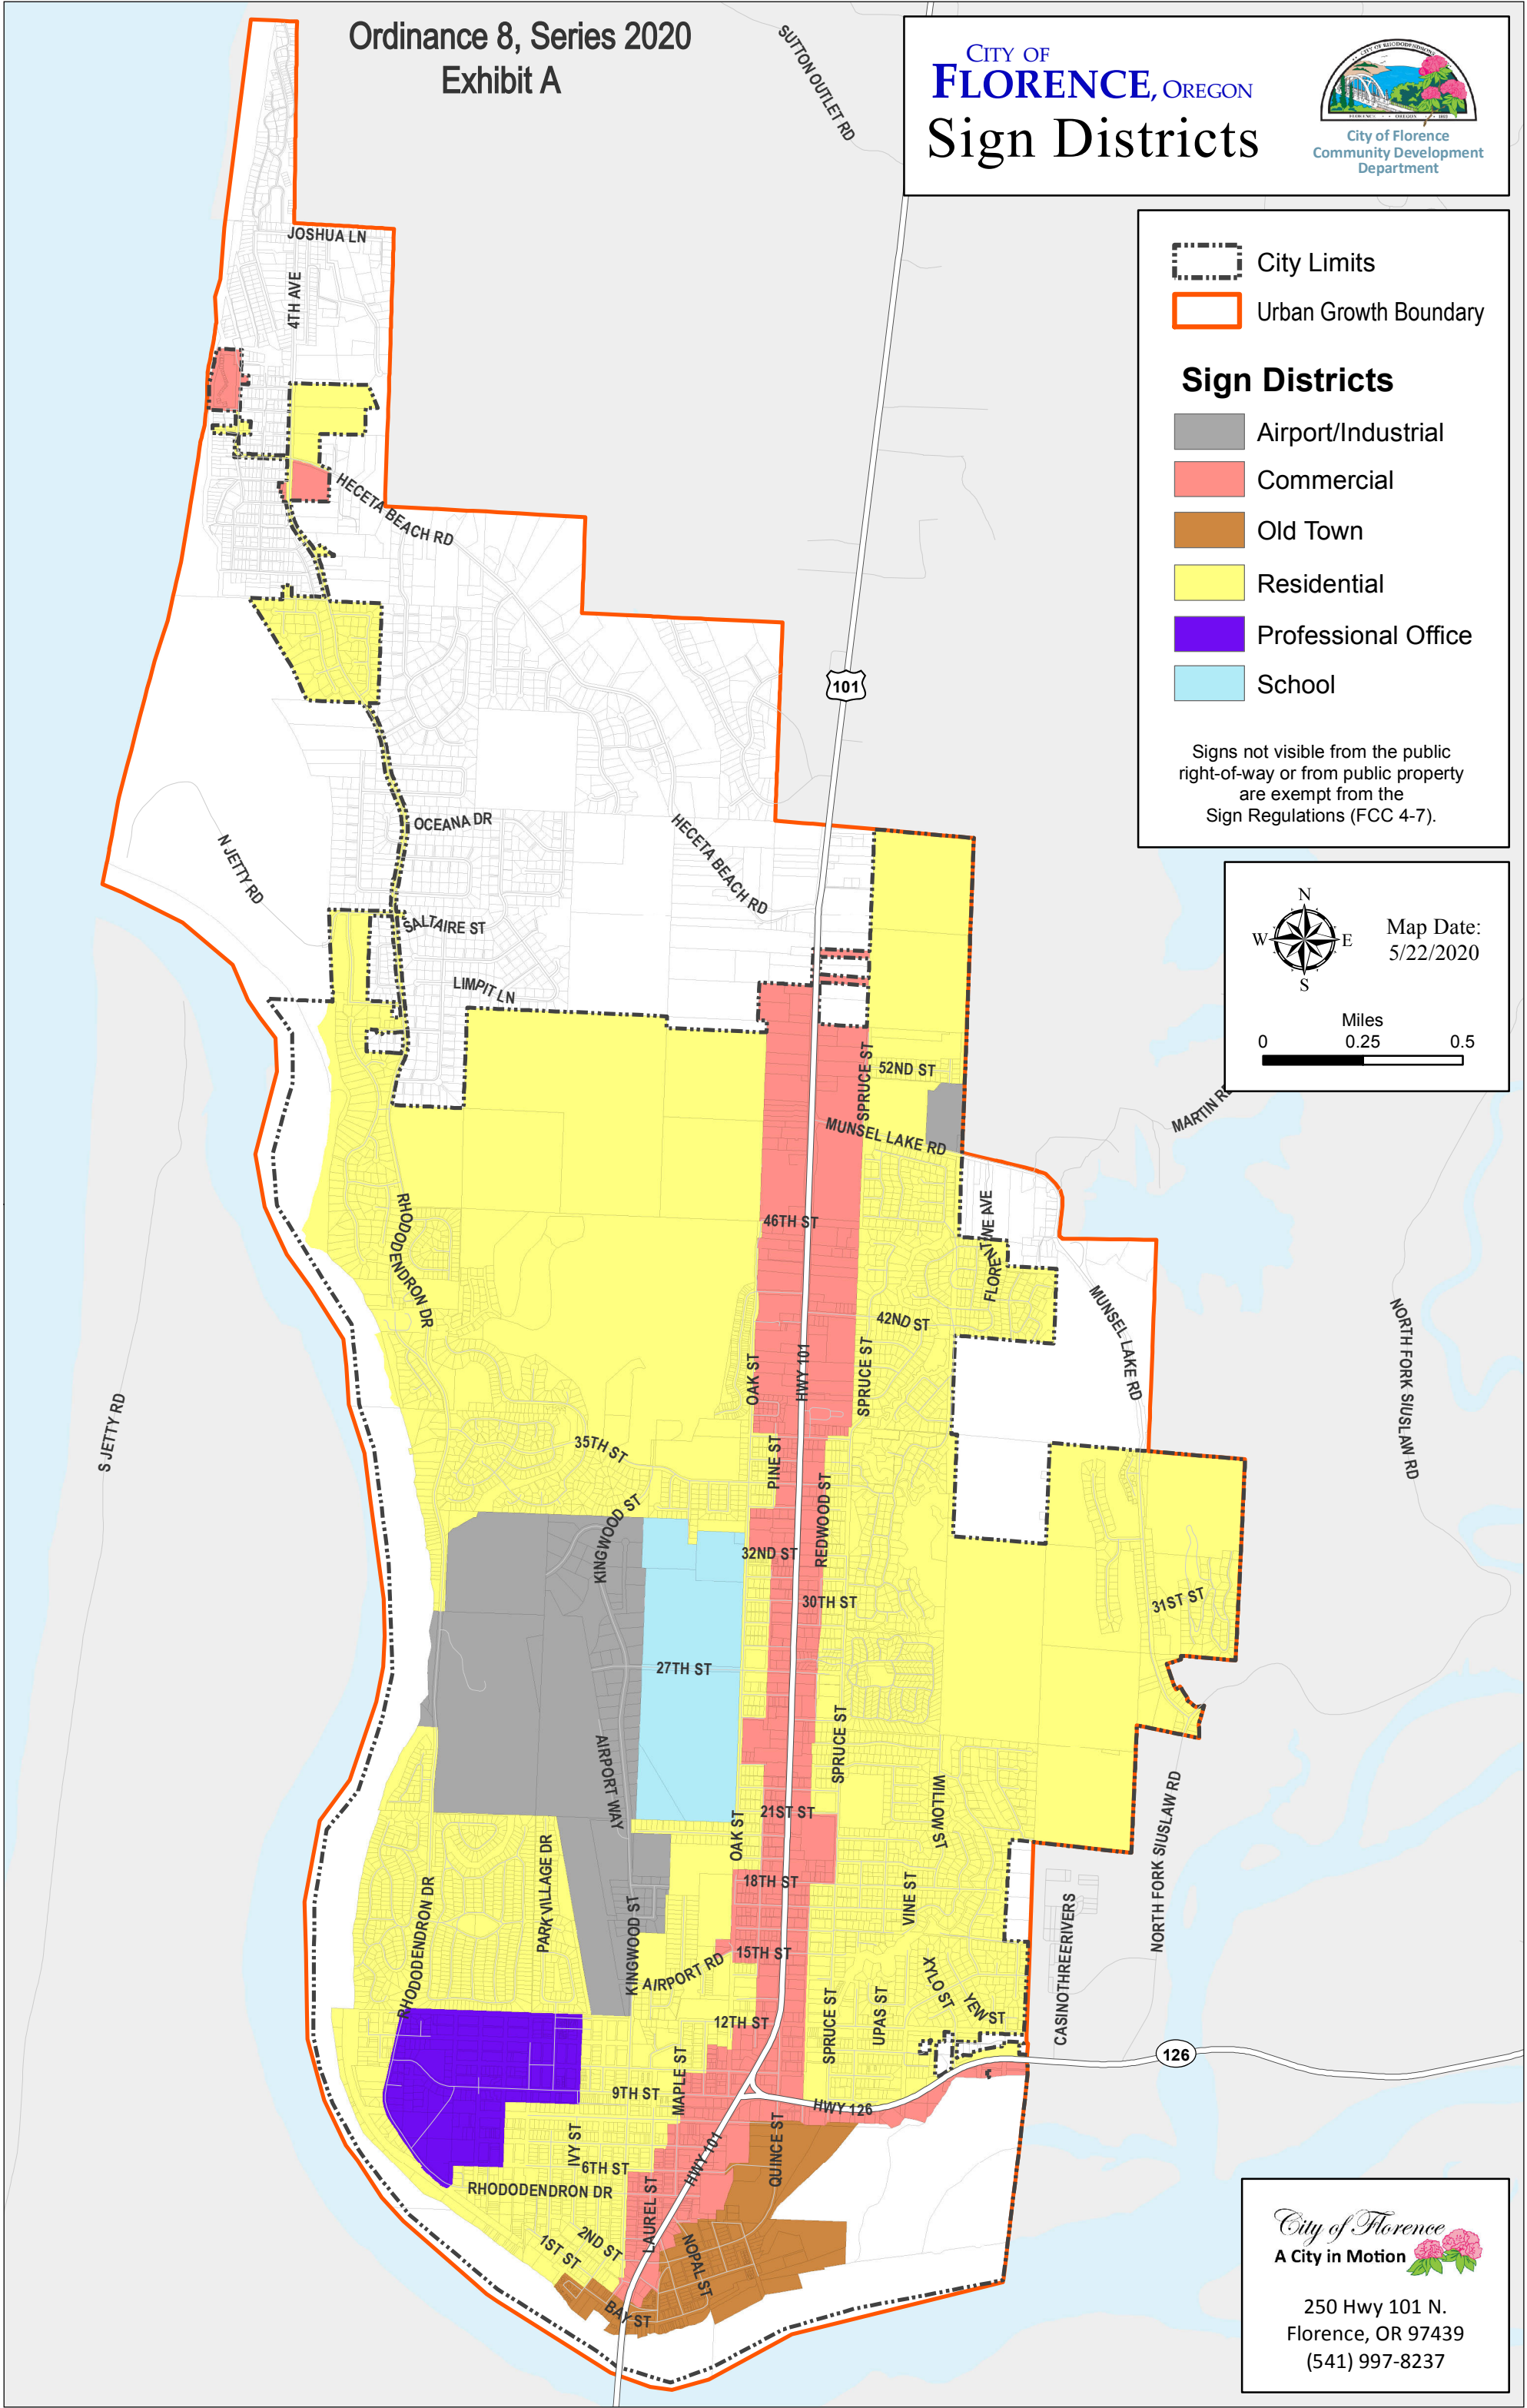 Ordinance 8, Series 2020
Exhibit A
CITY OF
FLORENCE, OREGON
Sign Districts
CITY OF RHODODENDRONS
FLORENCE • OREGON • 1893
City of Florence
Community Development
Department
City Limits
Urban Growth Boundary
Sign Districts
Airport/Industrial
Commercial
Old Town
Residential
Professional Office
School
Signs not visible from the public
right-of-way or from public property
are exempt from the
Sign Regulations (FCC 4-7).
N
W
E
S
Map Date:
5/22/2020
Miles
0 0.25 0.5
SUTTON OUTLET RD
JOSHUA LN
4TH AVE
HECETA BEACH RD
101
OCEANA DR
HECETA BEACH RD
N JETTY RD
SALTAIRE ST
LIMPIT LN
SPRUCE ST
52ND ST
MUNSEL LAKE RD
MARTIN RD
RHODODENDRON DR
46TH ST
FLORENTINE AVE
42ND ST
MUNSEL LAKE RD
NORTH FORK SIUSLAW RD
OAK ST
HWY 101
SPRUCE ST
S JETTY RD
35TH ST
PINE ST
KINGWOOD ST
REDWOOD ST
32ND ST
30TH ST
31ST ST
27TH ST
AIRPORT WAY
SPRUCE ST
WILLOW ST
NORTH FORK SIUSLAW RD
21ST ST
OAK ST
PARK VILLAGE DR
18TH ST
VINE ST
RHODODENDRON DR
KINGWOOD ST
AIRPORT RD
15TH ST
XYLO ST
YEW ST
CASINOTHREERIVERS
12TH ST
SPRUCE ST
UPAS ST
126
MAPLE ST
9TH ST
HWY 126
IVY ST
6TH ST
HWY 101
QUINCE ST
RHODODENDRON DR
LAUREL ST
2ND ST
1ST ST
NOPAL ST
BAY ST
City of Florence
A City in Motion
250 Hwy 101 N.
Florence, OR 97439
(541) 997-8237